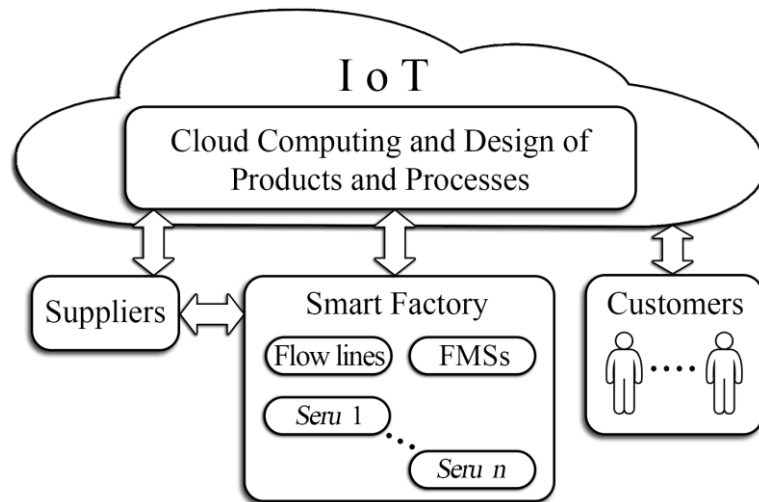 I o T
Cloud Computing and Design of
Products and Processes
Suppliers
Smart Factory
Flow lines
FMSs
Seru 1
Seru n
Customers